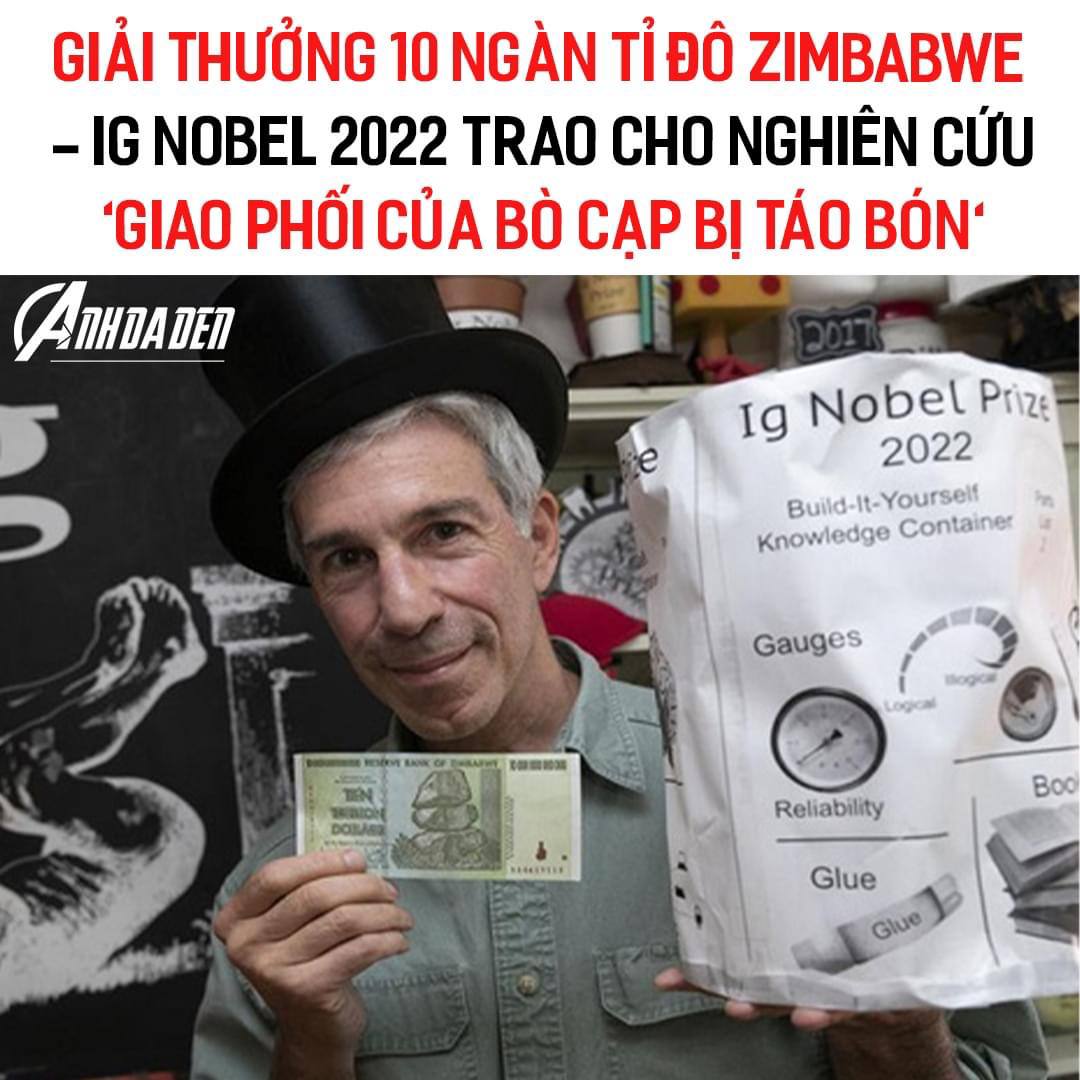 GIẢI THƯỞNG 10 NGÀN TỈ ĐÔ ZIMBABWE
– IG NOBEL 2022 TRAO CHO NGHIÊN CỨU
‘GIAO PHỐI CỦA BÒ CẠP BỊ TÁO BÓN‘
ANHDADEN
2017
Ig Nobel Prize
2022
Build-It-Yourself
Knowledge Container
Gauges
Logical
Illogical
Reliability
Glue
Glue
RESERVE BANK OF ZIMBABWE
TEN
TRILLION
DOLLARS